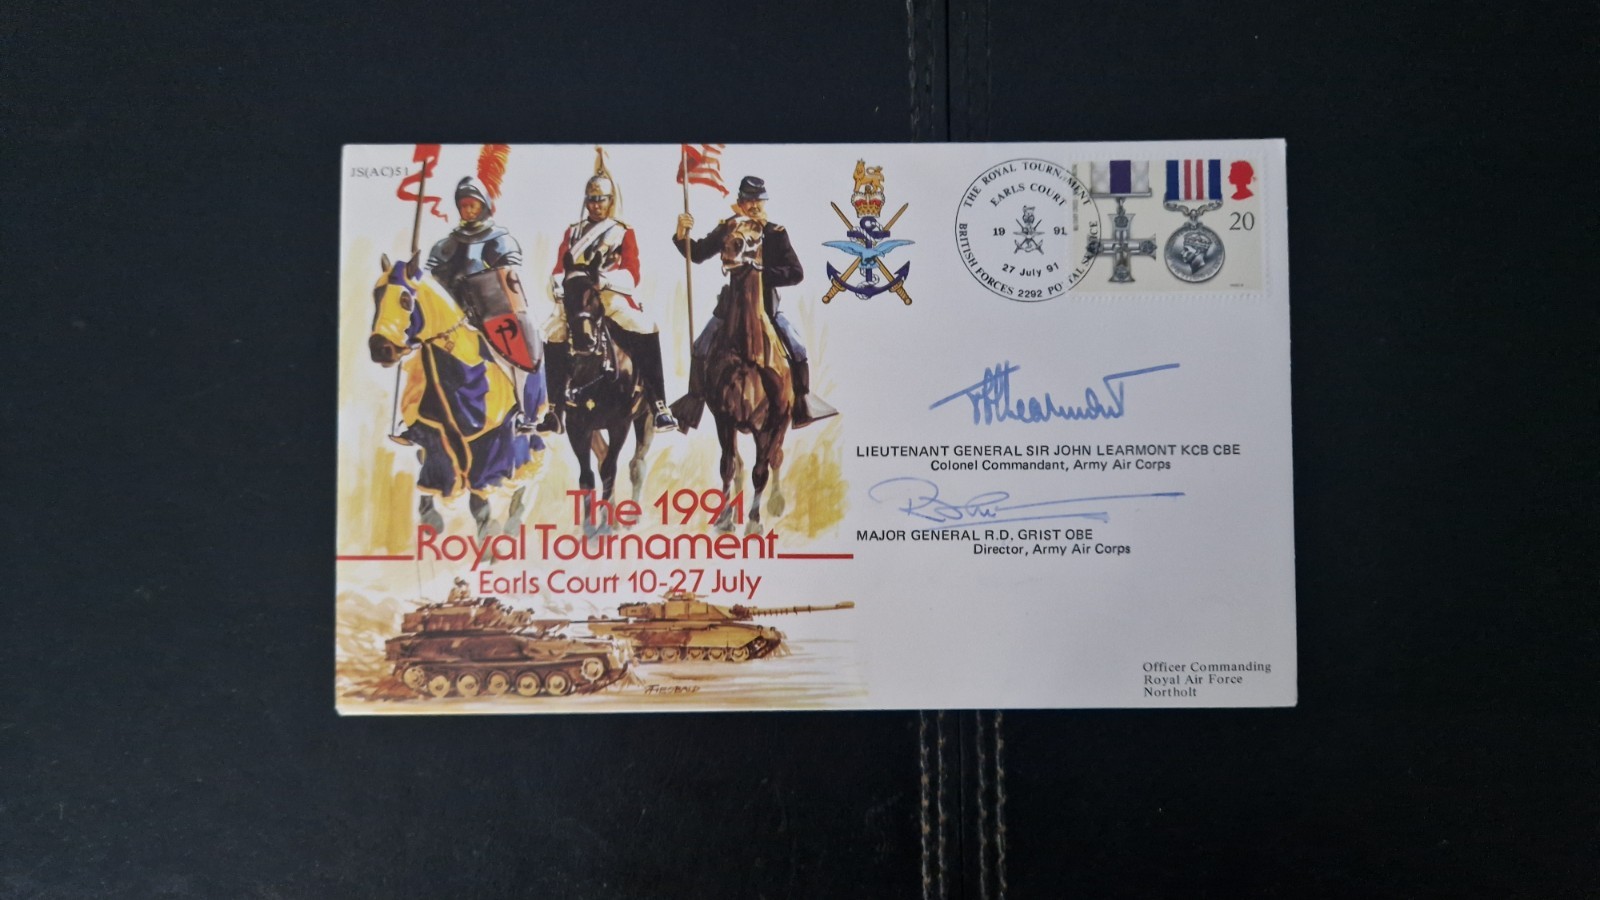 JS(AC)51
THE ROYAL TOURNAMENT
EARLS COURT
19 91
27 July 91
BRITISH FORCES 2292 POSTAL SERVICE
20
LIEUTENANT GENERAL SIR JOHN LEARMONT KCB CBE
Colonel Commandant, Army Air Corps
MAJOR GENERAL R.D. GRIST OBE
Director, Army Air Corps
The 1991
Royal Tournament
Earls Court 10-27 July
Officer Commanding
Royal Air Force
Northolt